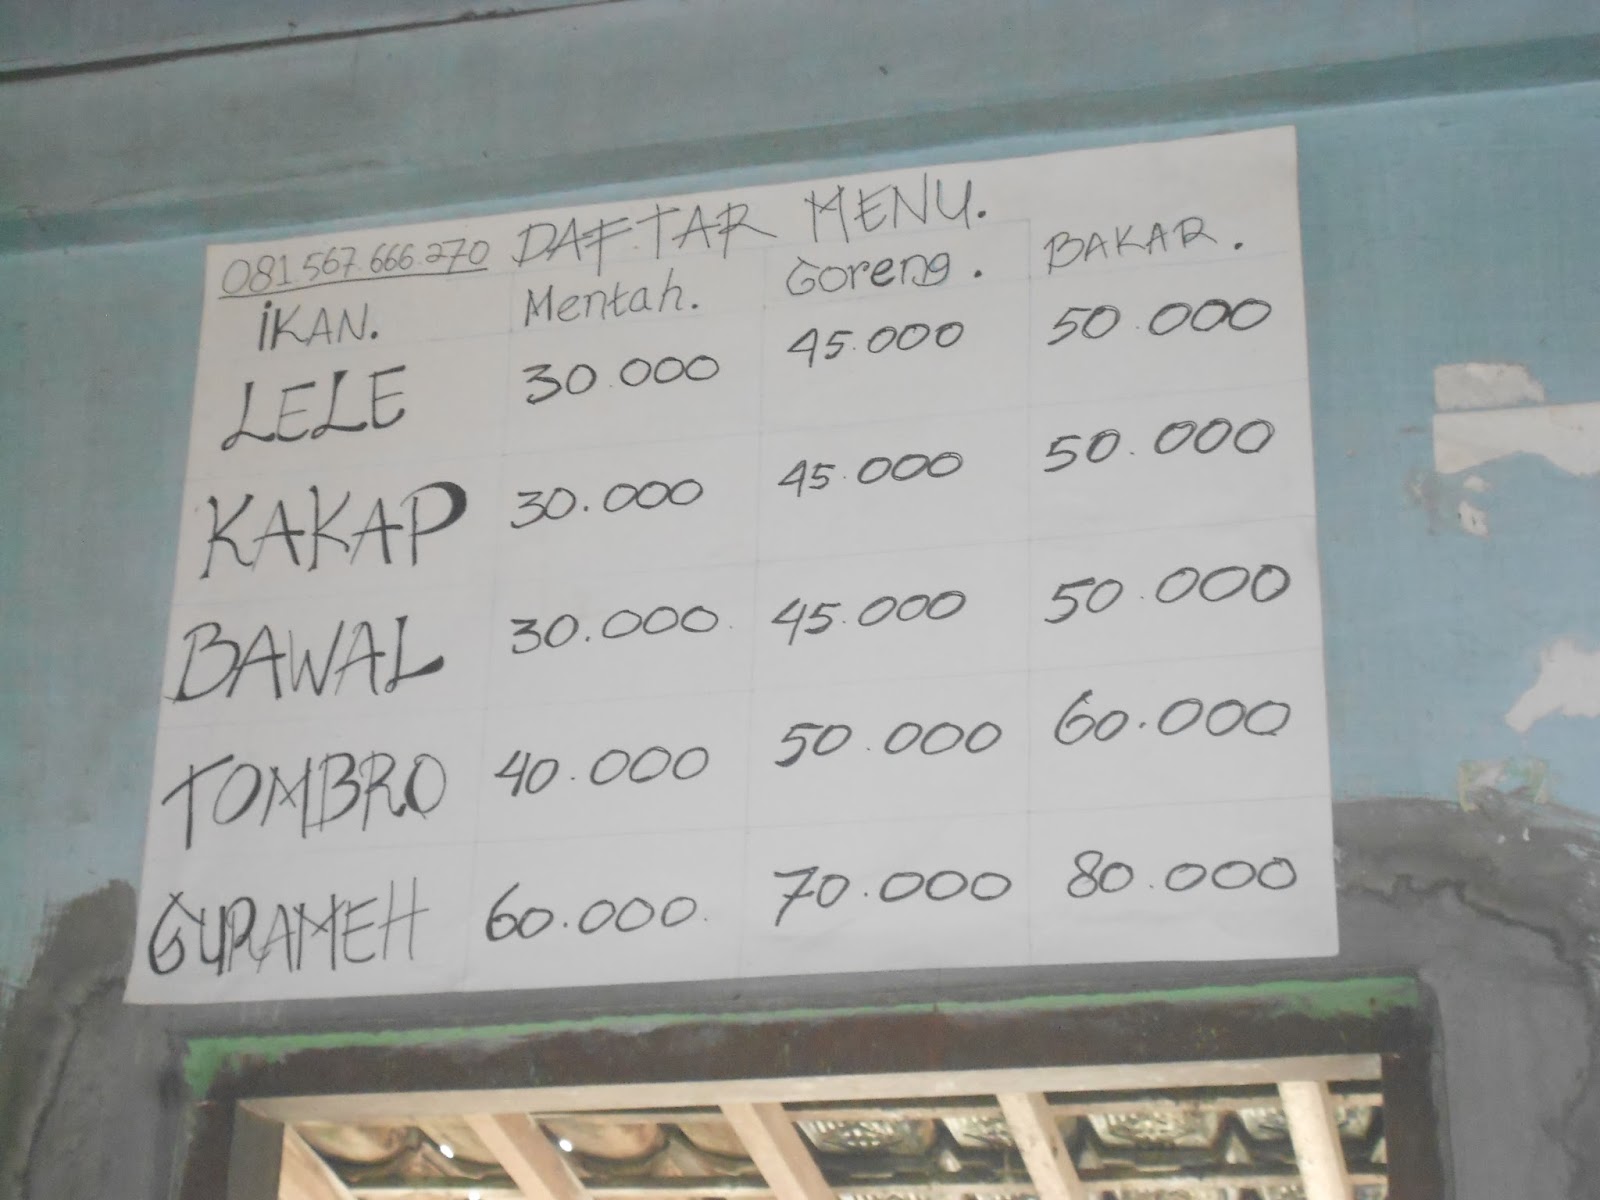 081.567.666.270 DAFTAR MENU.
IKAN. Mentah. Goreng. BAKAR.
LELE 30.000 45.000 50.000
KAKAP 30.000 45.000 50.000
BAWAL 30.000 45.000 50.000
TOMBRO 40.000 50.000 60.000
GURAMEH 60.000 70.000 80.000